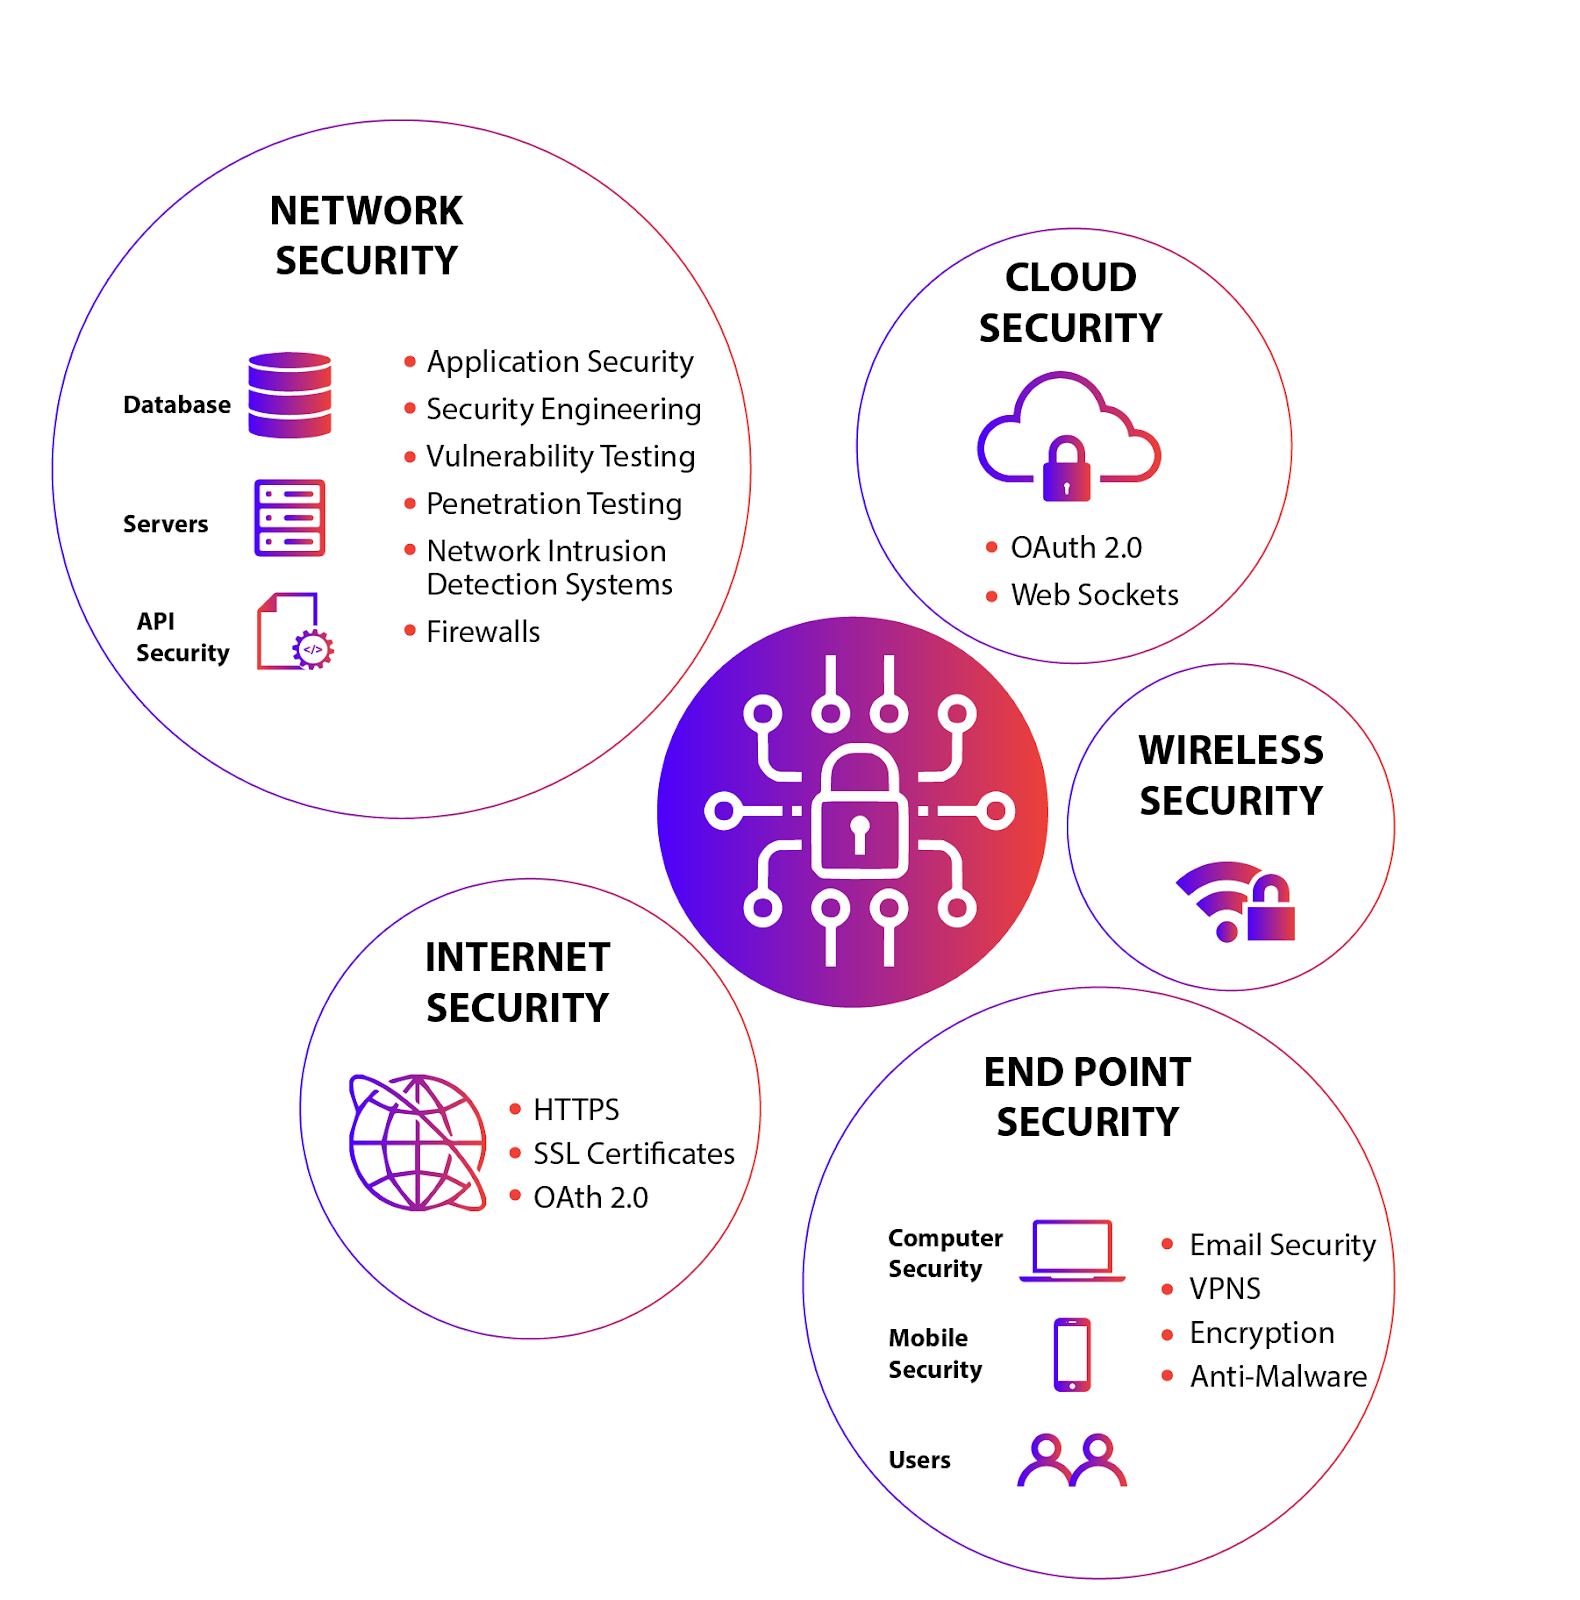 NETWORK
SECURITY
Database
Servers
API
Security
</>
• Application Security
• Security Engineering
• Vulnerability Testing
• Penetration Testing
• Network Intrusion
Detection Systems
• Firewalls
CLOUD
SECURITY
• OAuth 2.0
• Web Sockets
WIRELESS
SECURITY
INTERNET
SECURITY
• HTTPS
• SSL Certificates
• OAth 2.0
END POINT
SECURITY
Computer
Security
Mobile
Security
Users
• Email Security
• VPNS
• Encryption
• Anti-Malware